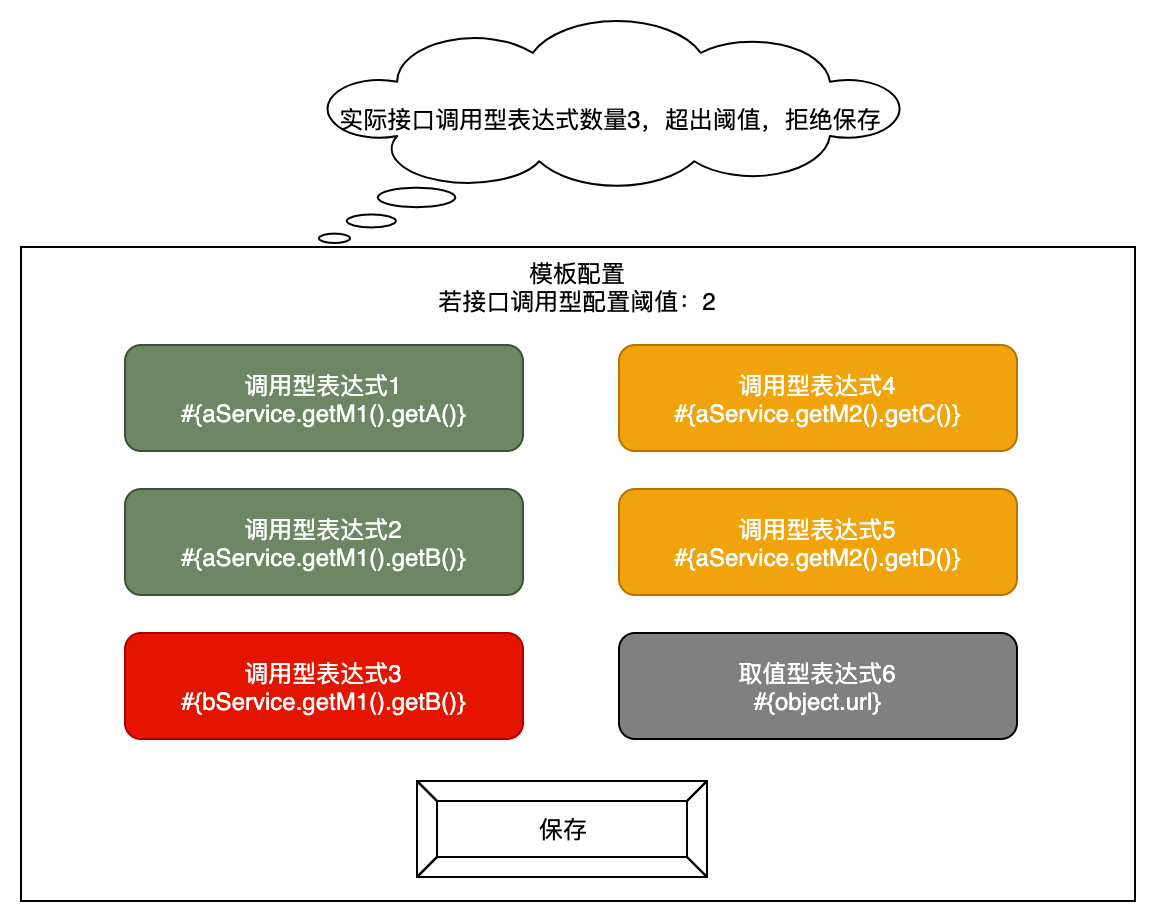 实际接口调用型表达式数量3，超出阈值，拒绝保存
模板配置
若接口调用型配置阈值：2
调用型表达式1
#{aService.getM1().getA()}
调用型表达式4
#{aService.getM2().getC()}
调用型表达式2
#{aService.getM1().getB()}
调用型表达式5
#{aService.getM2().getD()}
调用型表达式3
#{bService.getM1().getB()}
取值型表达式6
#{object.url}
保存